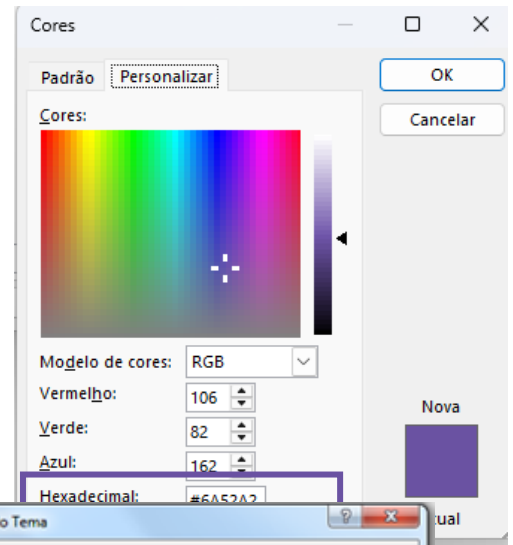 Cores
Padrão Personalizar OK
Cores: Cancelar
Modelo de cores: RGB
Vermelho: 106
Nova
Verde: 82
Azul: 162
Hexadecimal: #6A52A2
o Tema